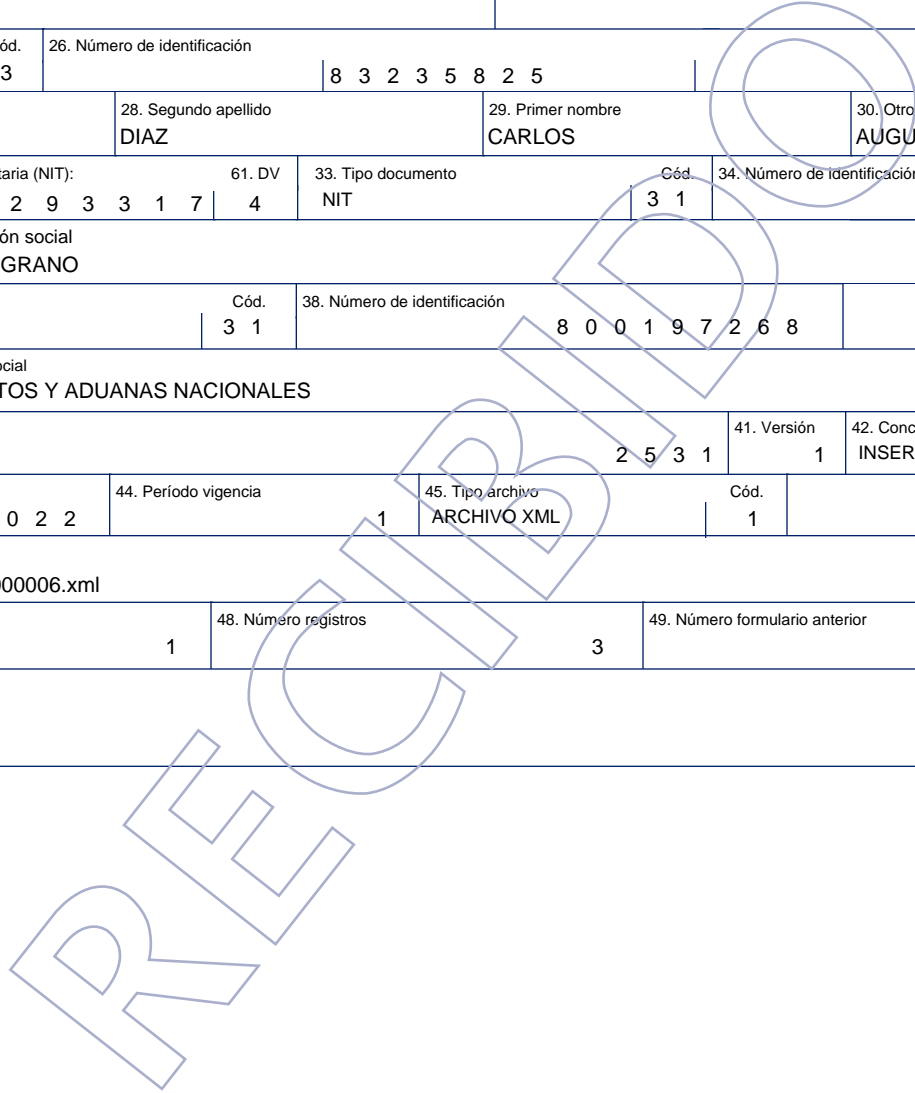 ód. 26. Número de identificación
3 8 3 2 3 5 8 2 5
28. Segundo apellido 29. Primer nombre 30. Otro
DIAZ CARLOS AUGU
taria (NIT): 61. DV 33. Tipo documento Cód. 34. Número de identificación
2 9 3 3 1 7 4 NIT 3 1
ón social
GRANO
Cód. 38. Número de identificación
3 1 8 0 0 1 9 7 2 6 8
ocial
TOS Y ADUANAS NACIONALES
41. Versión 42. Conc
2 5 3 1 1 INSER
44. Período vigencia 45. Tipo archivo Cód.
0 2 2 1 ARCHIVO XML 1
00006.xml
48. Número registros 49. Número formulario anterior
1 3
RECIBIDO